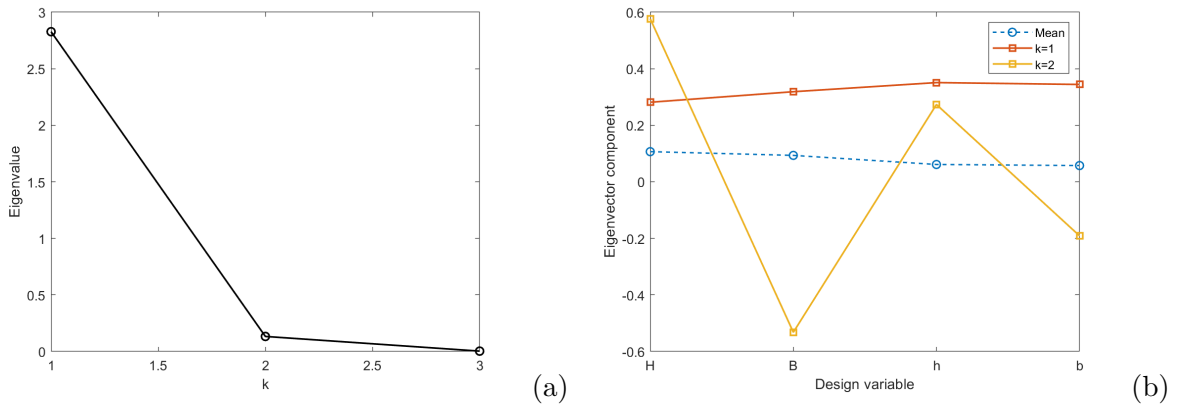 3
2.5
2
1.5
1
0.5
0
Eigenvalue
1
1.5
2
2.5
3
k
(a)
0.6
0.4
0.2
0
-0.2
-0.4
-0.6
Eigenvector component
Mean
k=1
k=2
H
B
h
b
Design variable
(b)